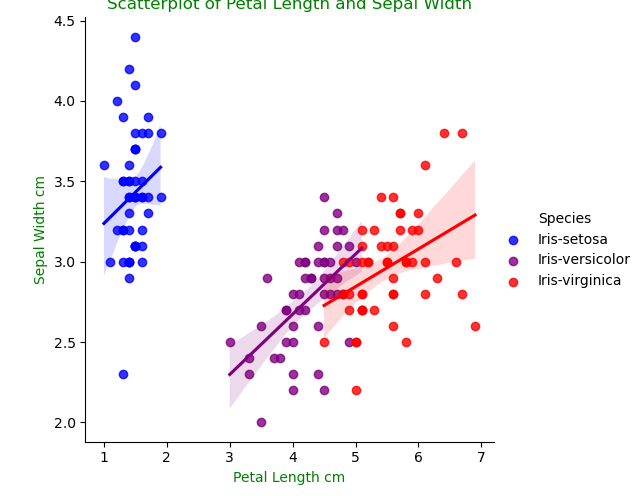 Scatterplot of Petal Length and Sepal Width
4.5
4.0
3.5
3.0
2.5
2.0
Sepal Width cm
1
2
3
4
5
6
7
Petal Length cm
Species
Iris-setosa
Iris-versicolor
Iris-virginica